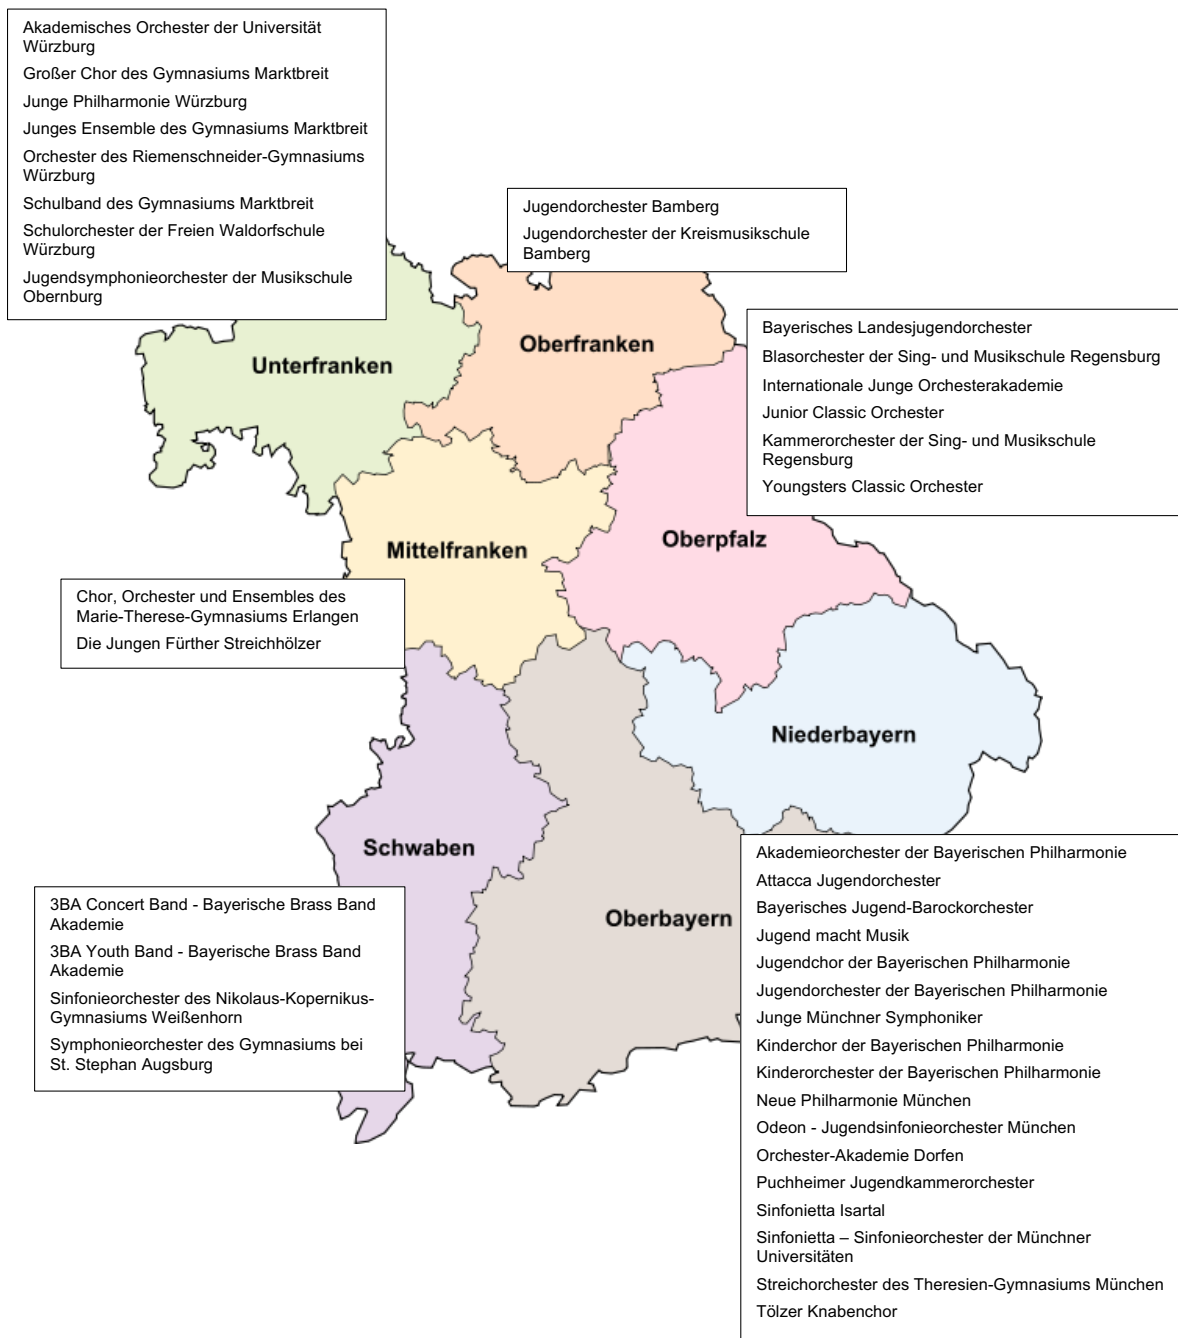 Akademisches Orchester der Universität
Würzburg
Großer Chor des Gymnasiums Marktbreit
Junge Philharmonie Würzburg
Junges Ensemble des Gymnasiums Marktbreit
Orchester des Riemenschneider-Gymnasiums
Würzburg
Schulband des Gymnasiums Marktbreit
Schulorchester der Freien Waldorfschule
Würzburg
Jugendsymphonieorchester der Musikschule
Obernburg
Jugendorchester Bamberg
Jugendorchester der Kreismusikschule
Bamberg
Unterfranken
Oberfranken
Bayerisches Landesjugendorchester
Blasorchester der Sing- und Musikschule Regensburg
Internationale Junge Orchesterakademie
Junior Classic Orchester
Kammerorchester der Sing- und Musikschule
Regensburg
Youngsters Classic Orchester
Mittelfranken
Oberpfalz
Chor, Orchester und Ensembles des
Marie-Therese-Gymnasiums Erlangen
Die Jungen Fürther Streichhölzer
Niederbayern
Schwaben
Oberbayern
3BA Concert Band - Bayerische Brass Band
Akademie
3BA Youth Band - Bayerische Brass Band
Akademie
Sinfonieorchester des Nikolaus-Kopernikus-
Gymnasiums Weißenhorn
Symphonieorchester des Gymnasiums bei
St. Stephan Augsburg
Akademieorchester der Bayerischen Philharmonie
Attacca Jugendorchester
Bayerisches Jugend-Barockorchester
Jugend macht Musik
Jugendchor der Bayerischen Philharmonie
Jugendorchester der Bayerischen Philharmonie
Junge Münchner Symphoniker
Kinderchor der Bayerischen Philharmonie
Kinderorchester der Bayerischen Philharmonie
Neue Philharmonie München
Odeon - Jugendsinfonieorchester München
Orchester-Akademie Dorfen
Puchheimer Jugendkammerorchester
Sinfonietta Isartal
Sinfonietta – Sinfonieorchester der Münchner
Universitäten
Streichorchester des Theresien-Gymnasiums München
Tölzer Knabenchor